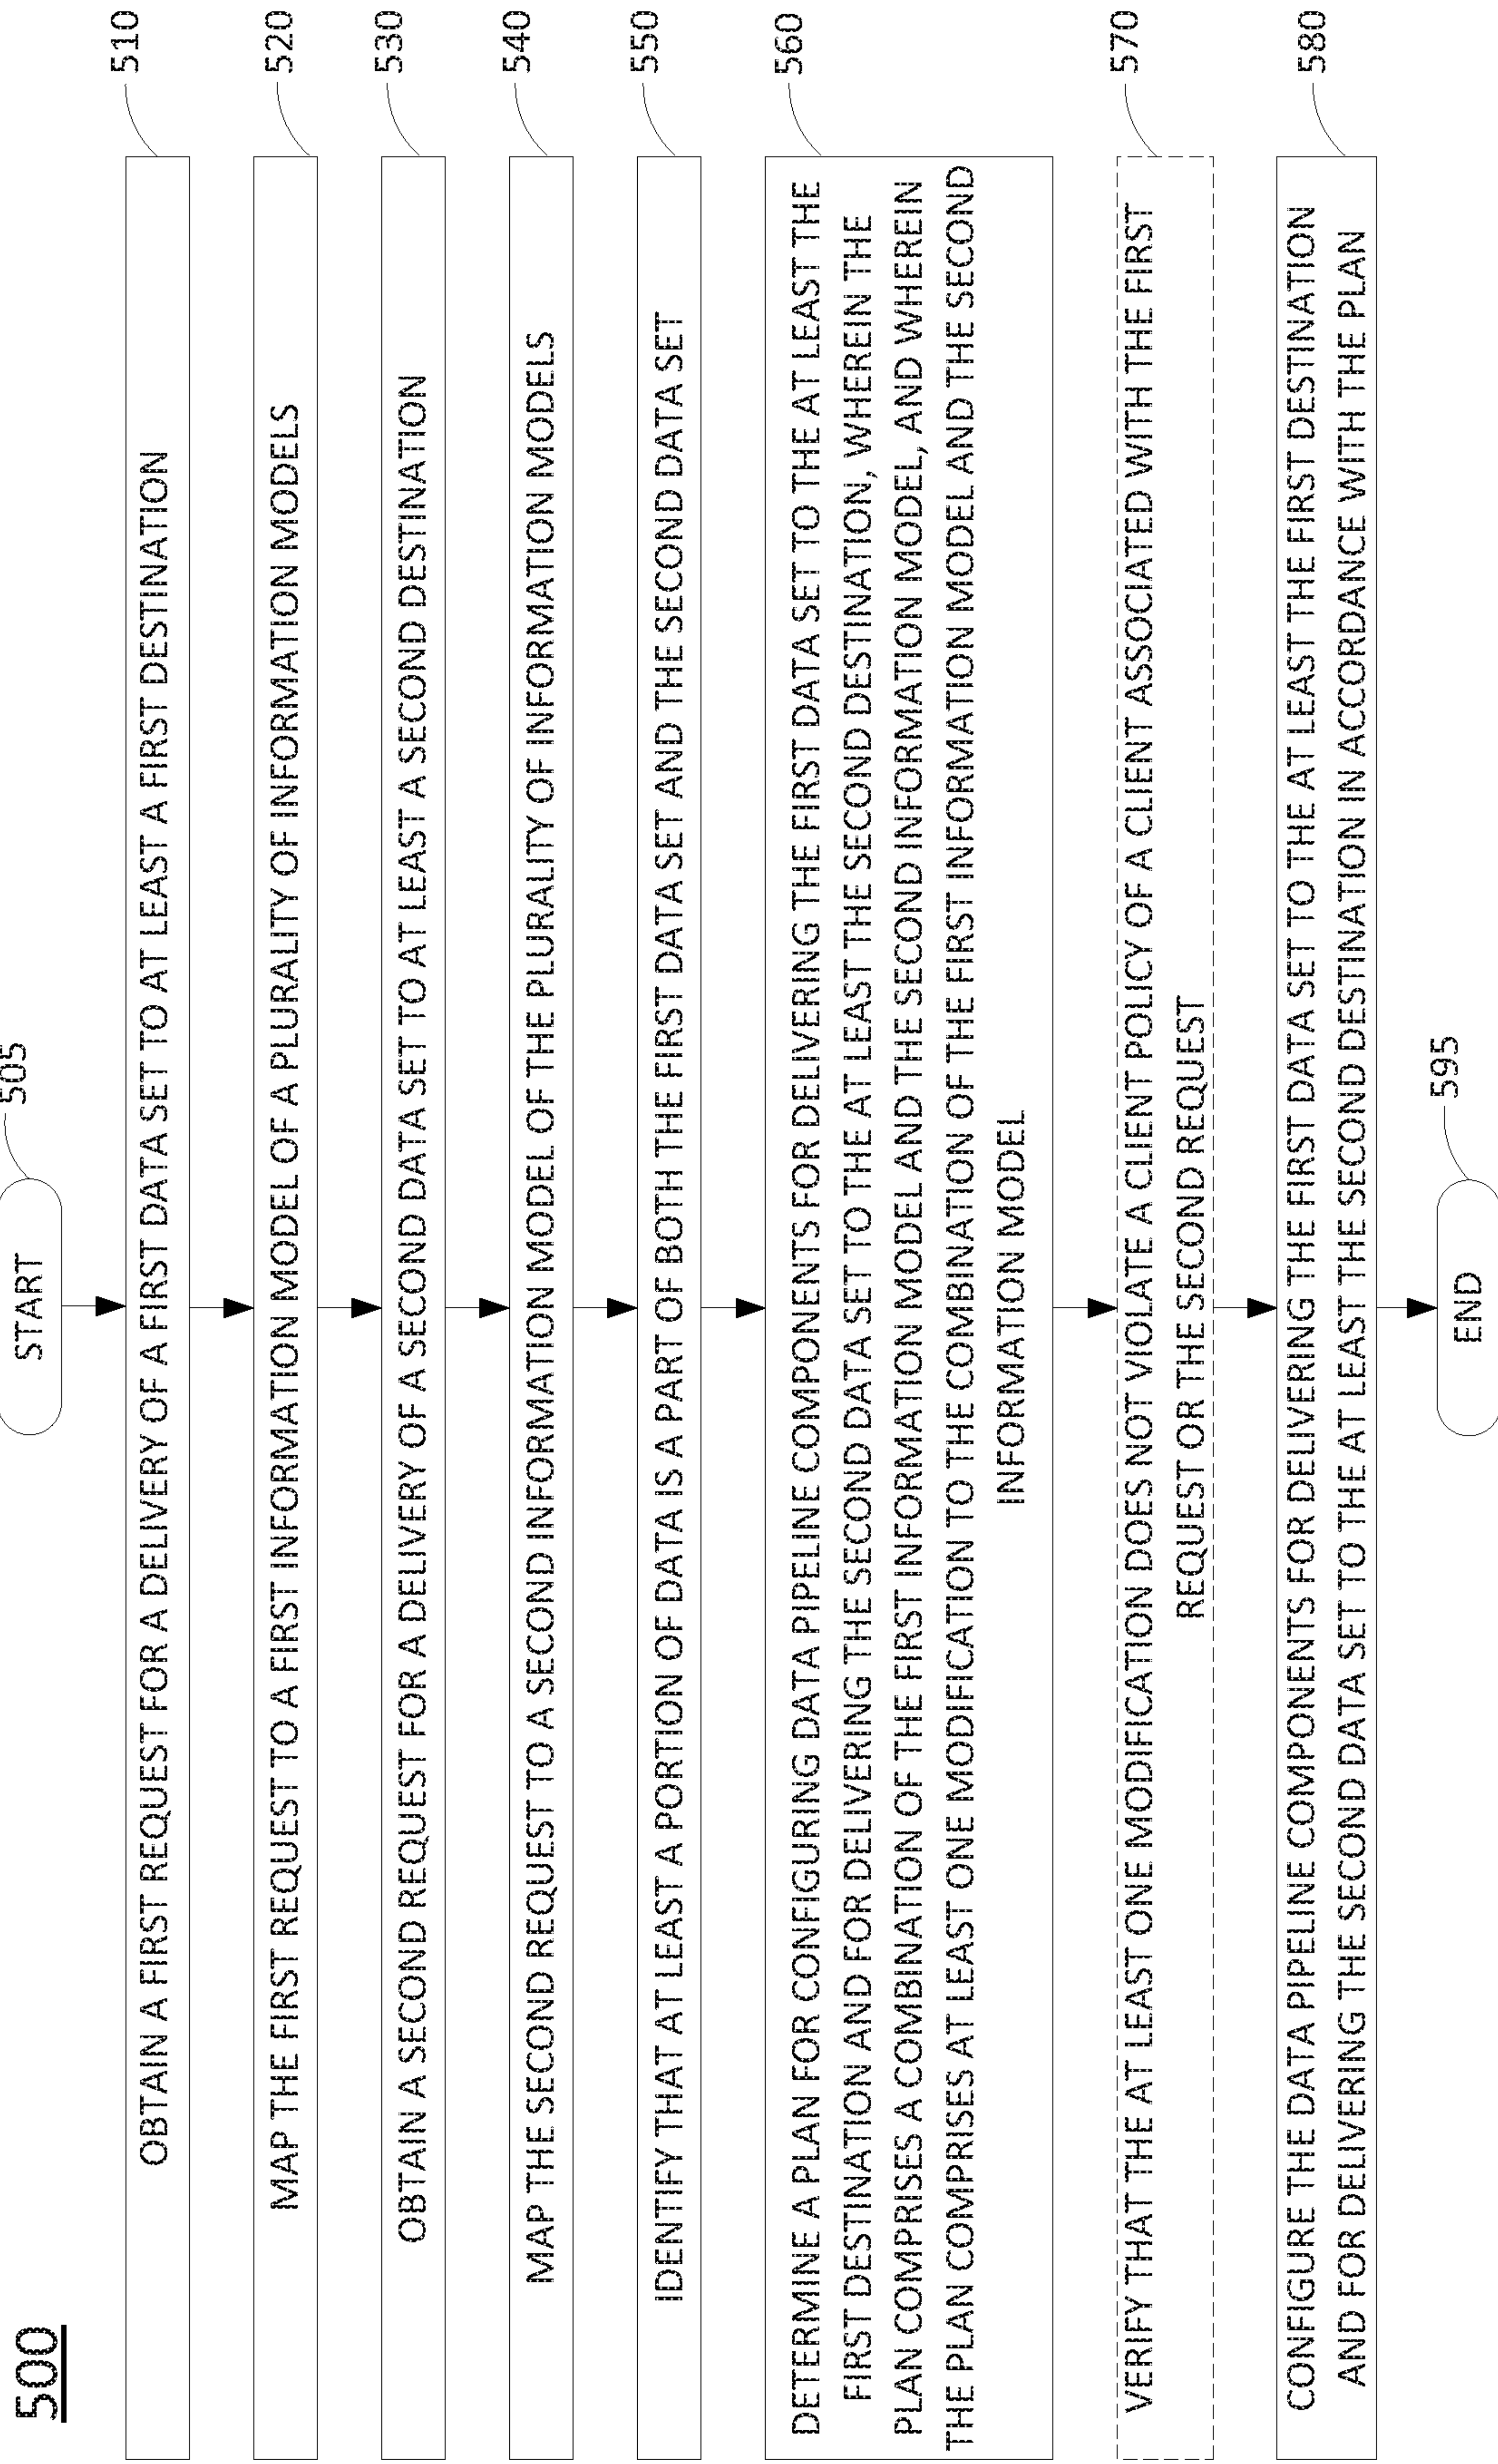 500
START
505
OBTAIN A FIRST REQUEST FOR A DELIVERY OF A FIRST DATA SET TO AT LEAST A FIRST DESTINATION
510
MAP THE FIRST REQUEST TO A FIRST INFORMATION MODEL OF A PLURALITY OF INFORMATION MODELS
520
OBTAIN A SECOND REQUEST FOR A DELIVERY OF A SECOND DATA SET TO AT LEAST A SECOND DESTINATION
530
MAP THE SECOND REQUEST TO A SECOND INFORMATION MODEL OF THE PLURALITY OF INFORMATION MODELS
540
IDENTIFY THAT AT LEAST A PORTION OF DATA IS A PART OF BOTH THE FIRST DATA SET AND THE SECOND DATA SET
550
DETERMINE A PLAN FOR CONFIGURING DATA PIPELINE COMPONENTS FOR DELIVERING THE FIRST DATA SET TO THE AT LEAST THE
FIRST DESTINATION AND FOR DELIVERING THE SECOND DATA SET TO THE AT LEAST THE SECOND DESTINATION, WHEREIN THE
PLAN COMPRISES A COMBINATION OF THE FIRST INFORMATION MODEL AND THE SECOND INFORMATION MODEL, AND WHEREIN
THE PLAN COMPRISES AT LEAST ONE MODIFICATION TO THE COMBINATION OF THE FIRST INFORMATION MODEL AND THE SECOND
INFORMATION MODEL
560
VERIFY THAT THE AT LEAST ONE MODIFICATION DOES NOT VIOLATE A CLIENT POLICY OF A CLIENT ASSOCIATED WITH THE FIRST
REQUEST OR THE SECOND REQUEST
570
CONFIGURE THE DATA PIPELINE COMPONENTS FOR DELIVERING THE FIRST DATA SET TO THE AT LEAST THE FIRST DESTINATION
AND FOR DELIVERING THE SECOND DATA SET TO THE AT LEAST THE SECOND DESTINATION IN ACCORDANCE WITH THE PLAN
580
END
595